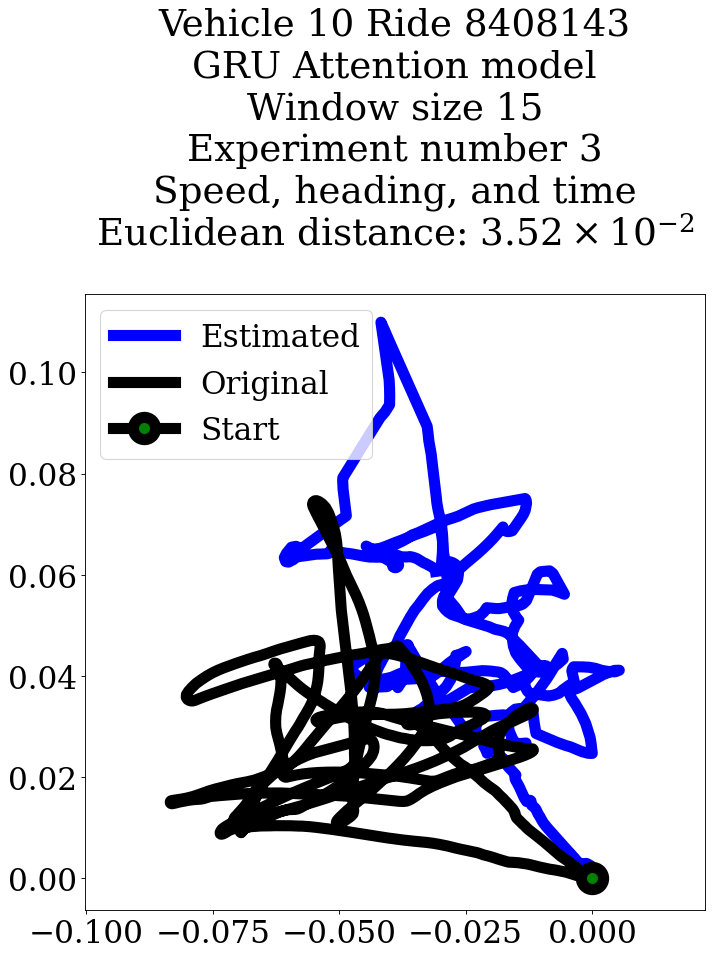 Vehicle 10 Ride 8408143
GRU Attention model
Window size 15
Experiment number 3
Speed, heading, and time
Euclidean distance: 3.52 × 10⁻²
Estimated
Original
Start
0.10
0.08
0.06
0.04
0.02
0.00
−0.100 −0.075 −0.050 −0.025 0.000